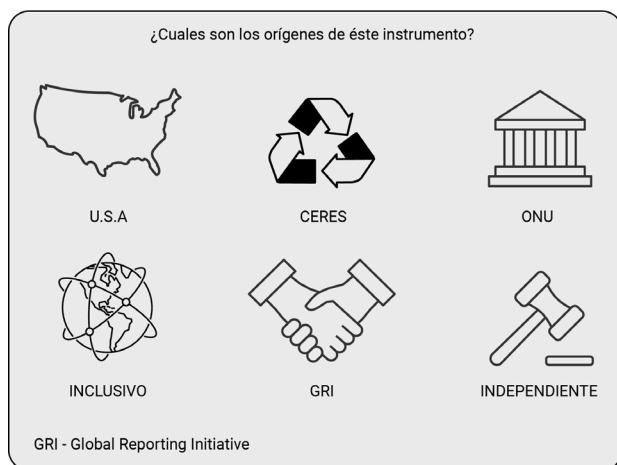 ¿Cuales son los orígenes de éste instrumento?
U.S.A
CERES
ONU
INCLUSIVO
GRI
INDEPENDIENTE
GRI - Global Reporting Initiative